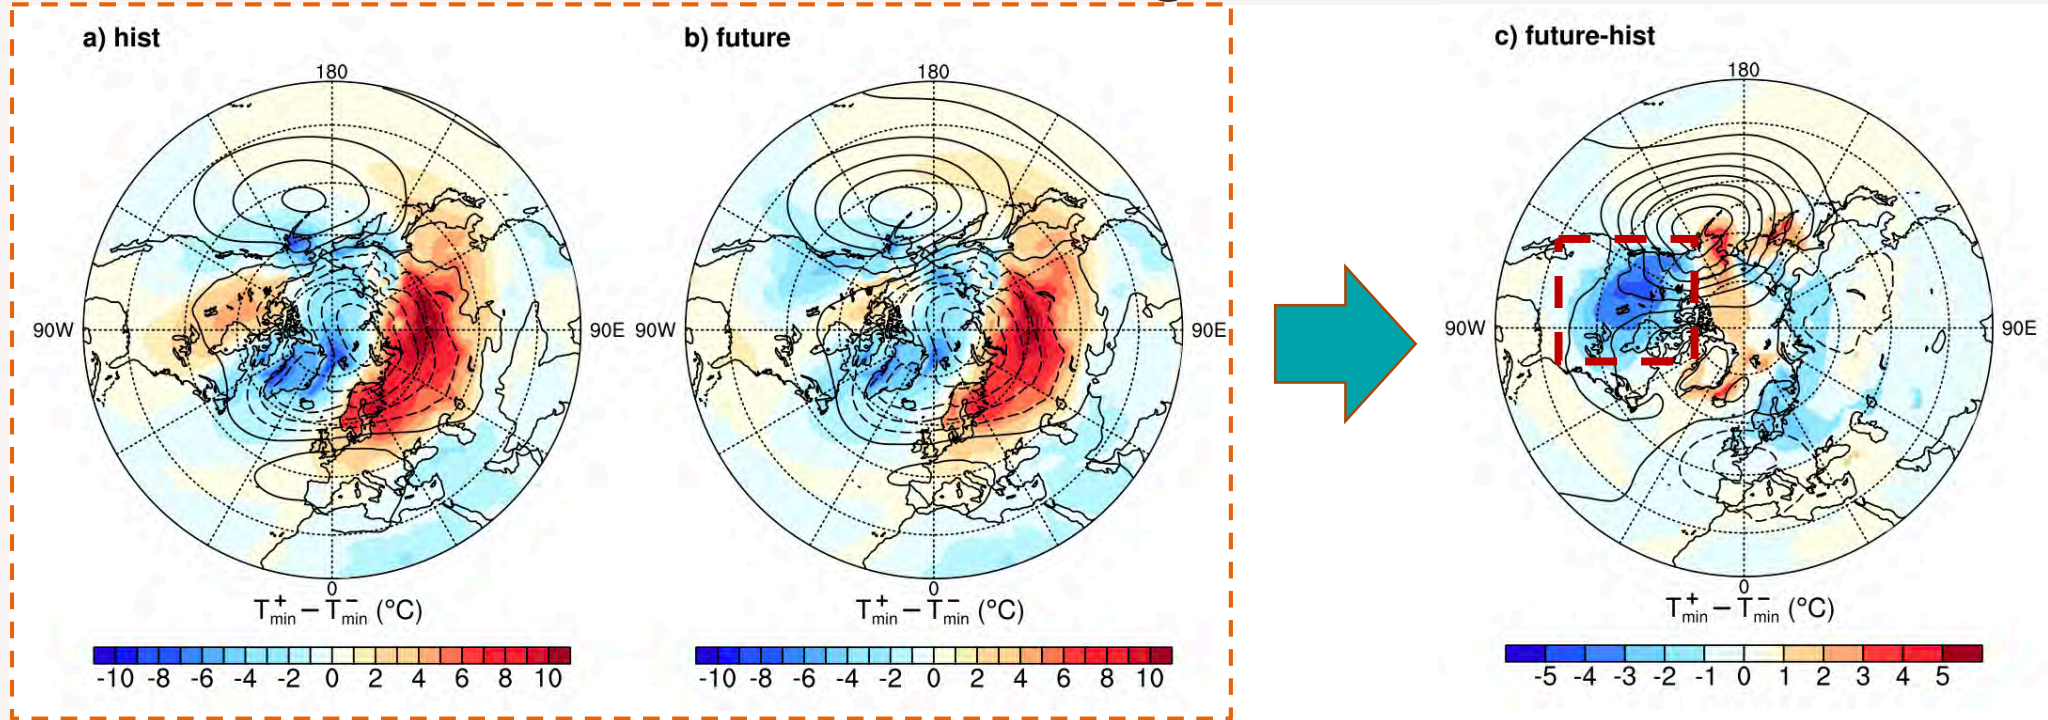 a) hist
b) future
c) future-hist
180
180
180
90W
90E
90W
90E
90W
90E
0
0
0
T⁺min – T⁻min (°C)
T⁺min – T⁻min (°C)
T⁺min – T⁻min (°C)
-10 -8 -6 -4 -2 0 2 4 6 8 10
-10 -8 -6 -4 -2 0 2 4 6 8 10
-5 -4 -3 -2 -1 0 1 2 3 4 5